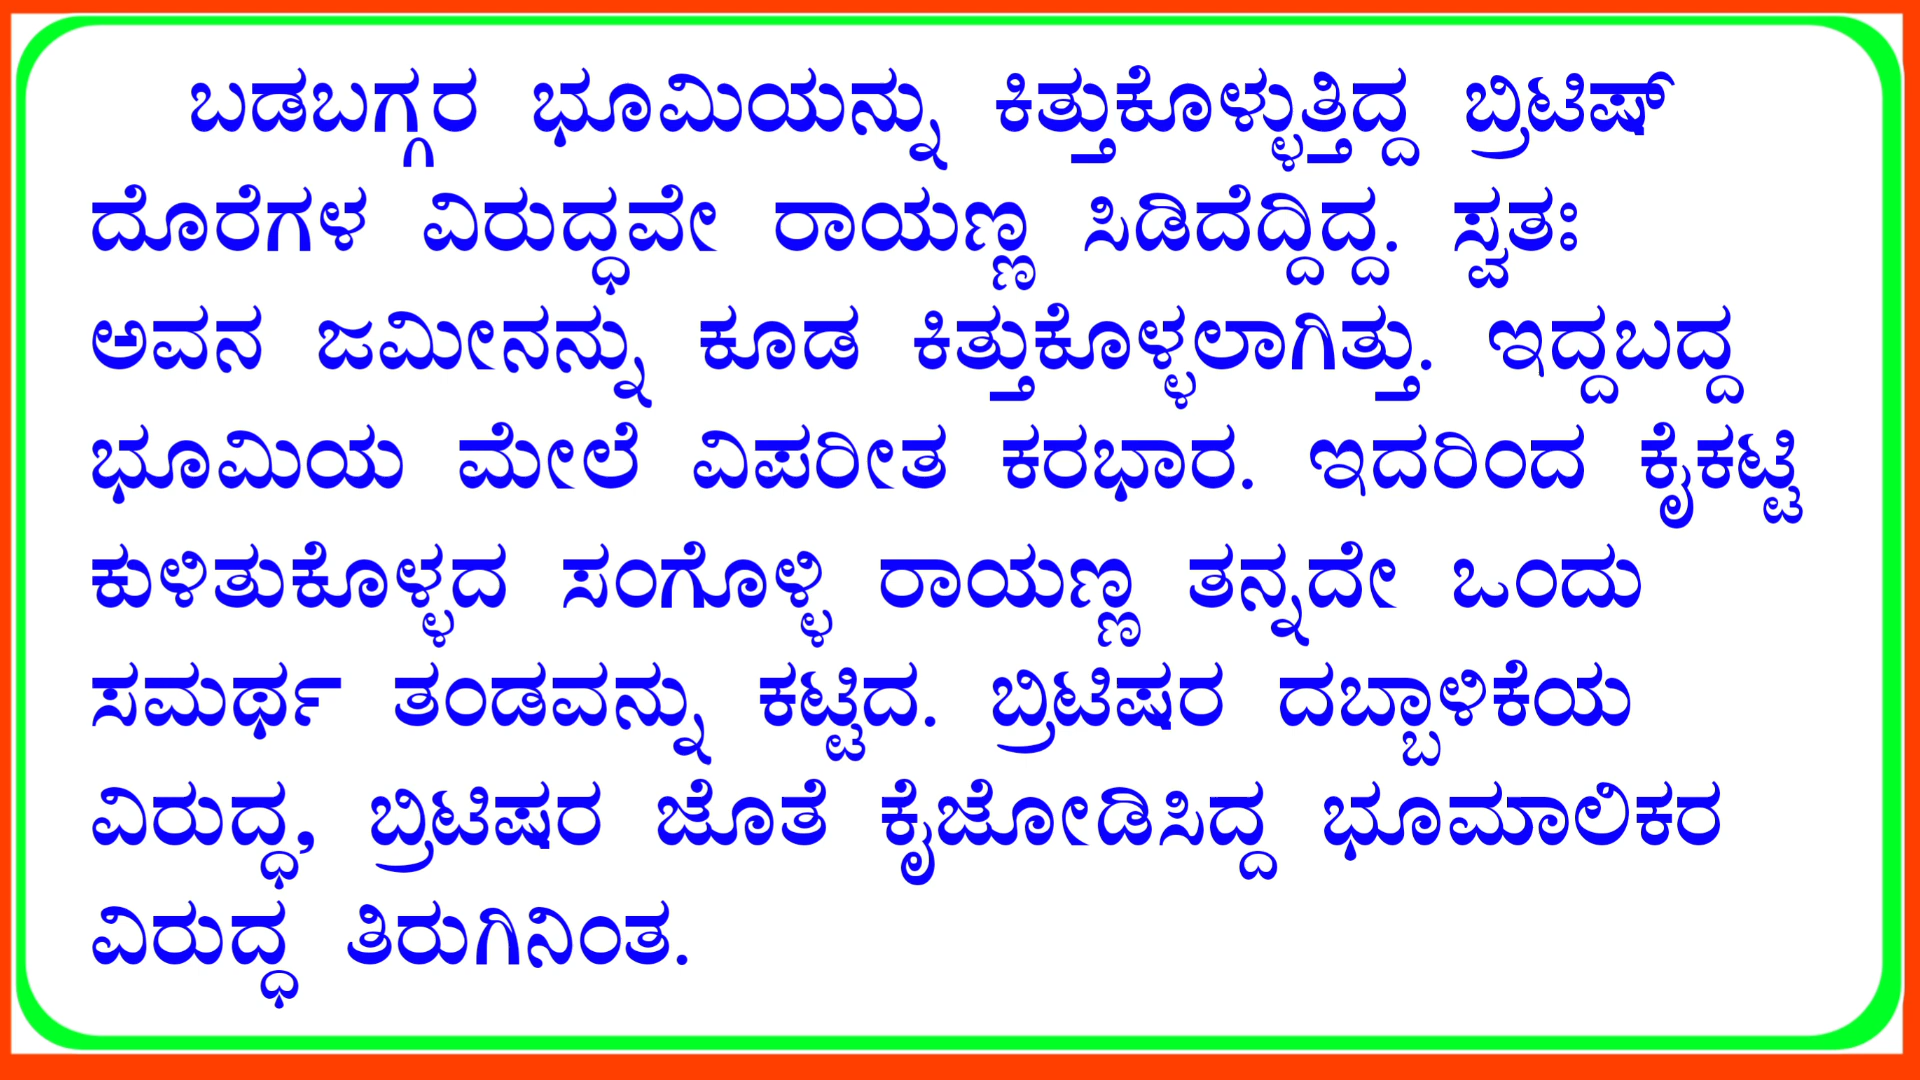 ಬಡಬಗ್ಗರ ಭೂಮಿಯನ್ನು ಕಿತ್ತುಕೊಳ್ಳುತ್ತಿದ್ದ ಬ್ರಿಟಿಷ್
ದೊರೆಗಳ ವಿರುದ್ಧವೇ ರಾಯಣ್ಣ ಸಿಡಿದೆದ್ದಿದ್ದ. ಸ್ವತಃ
ಅವನ ಜಮೀನನ್ನು ಕೂಡ ಕಿತ್ತುಕೊಳ್ಳಲಾಗಿತ್ತು. ಇದ್ದಬದ್ದ
ಭೂಮಿಯ ಮೇಲೆ ವಿಪರೀತ ಕರಭಾರ. ಇದರಿಂದ ಕೈಕಟ್ಟಿ
ಕುಳಿತುಕೊಳ್ಳದ ಸಂಗೊಳ್ಳಿ ರಾಯಣ್ಣ ತನ್ನದೇ ಒಂದು
ಸಮರ್ಥ ತಂಡವನ್ನು ಕಟ್ಟಿದ. ಬ್ರಿಟಿಷರ ದಬ್ಬಾಳಿಕೆಯ
ವಿರುದ್ಧ, ಬ್ರಿಟಿಷರ ಜೊತೆ ಕೈಜೋಡಿಸಿದ್ದ ಭೂಮಾಲಿಕರ
ವಿರುದ್ಧ ತಿರುಗಿನಿಂತ.